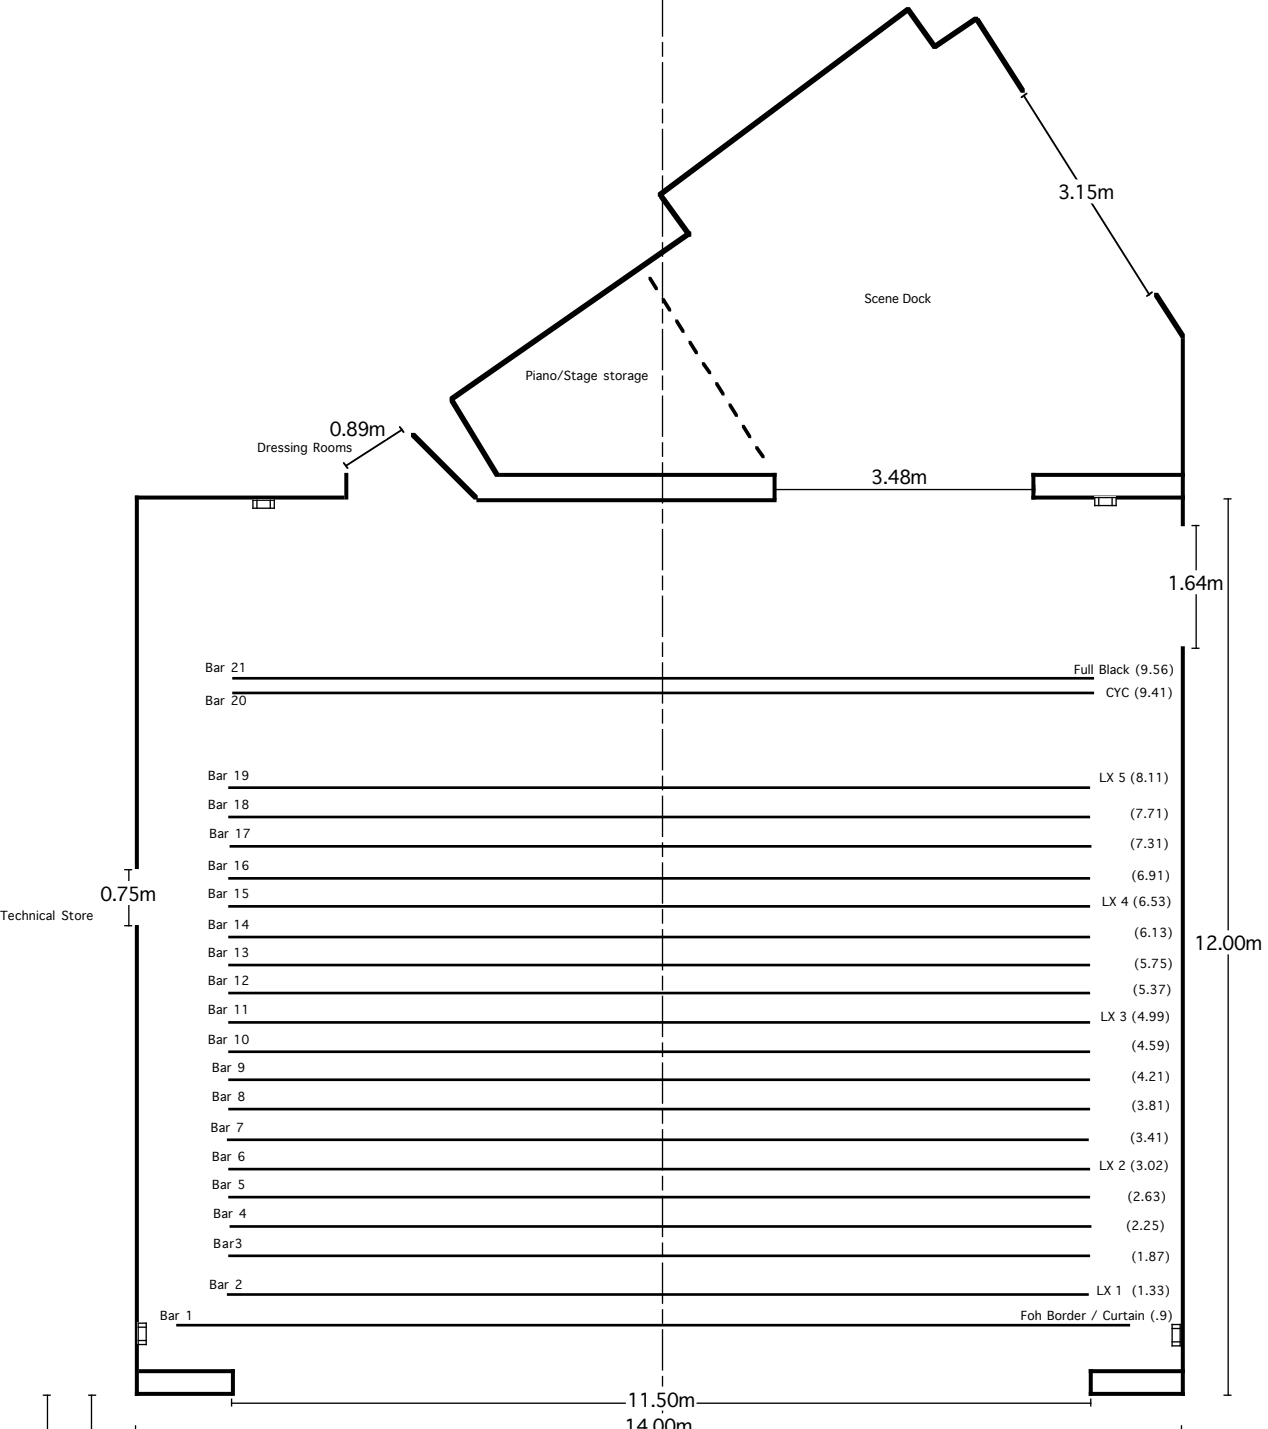 3.15m
Scene Dock
Piano/Stage storage
0.89m
Dressing Rooms
3.48m
1.64m
Bar 21
Full Black (9.56)
Bar 20
CYC (9.41)
Bar 19
LX 5 (8.11)
Bar 18
(7.71)
Bar 17
(7.31)
Bar 16
(6.91)
0.75m
Bar 15
LX 4 (6.53)
Technical Store
Bar 14
(6.13)
12.00m
Bar 13
(5.75)
Bar 12
(5.37)
Bar 11
LX 3 (4.99)
Bar 10
(4.59)
Bar 9
(4.21)
Bar 8
(3.81)
Bar 7
(3.41)
Bar 6
LX 2 (3.02)
Bar 5
(2.63)
Bar 4
(2.25)
Bar3
(1.87)
Bar 2
LX 1 (1.33)
Bar 1
Foh Border / Curtain (.9)
11.50m
14.00m